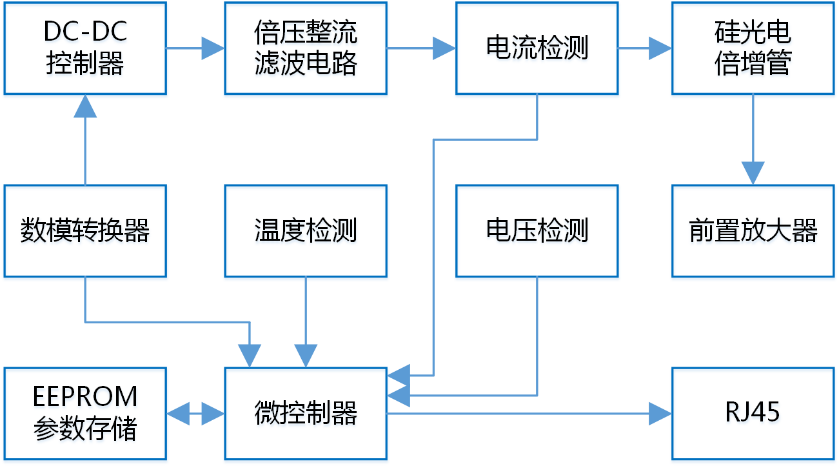 DC-DC
控制器
倍压整流
滤波电路
电流检测
硅光电
倍增管
数模转换器
温度检测
电压检测
前置放大器
EEPROM
参数存储
微控制器
RJ45